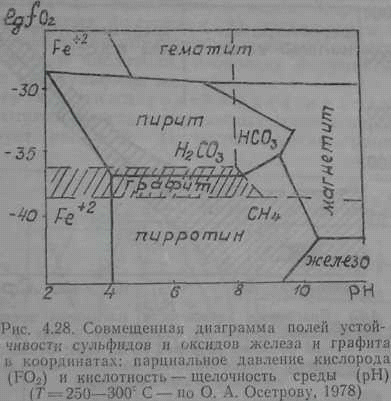 lg fO₂
Fe⁺²
гематит
-30
пирит
HCO₃
H₂CO₃
-35
магнетит
графит
-40
Fe⁺²
CH₄
пирротин
железо
2 4 6 8 10 pH
Рис. 4.28. Совмещенная диаграмма полей устой-
чивости сульфидов и оксидов железа и графита
в координатах: парциальное давление кислорода
(FO₂) и кислотность — щелочность среды (pH)
(T = 250—300° С — по О. А. Осетрову, 1978)